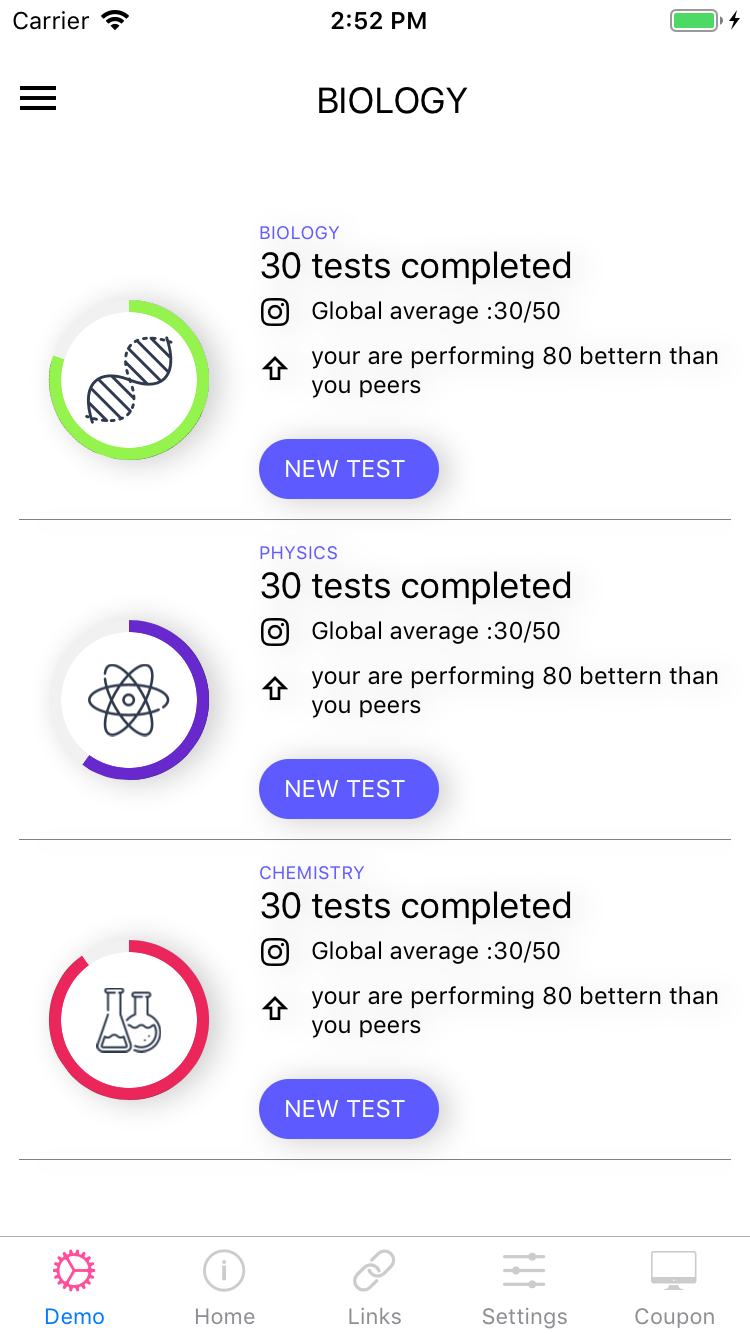 Carrier 2:52 PM
BIOLOGY
BIOLOGY
30 tests completed
Global average :30/50
your are performing 80 bettern than
you peers
NEW TEST
PHYSICS
30 tests completed
Global average :30/50
your are performing 80 bettern than
you peers
NEW TEST
CHEMISTRY
30 tests completed
Global average :30/50
your are performing 80 bettern than
you peers
NEW TEST
Demo Home Links Settings Coupon